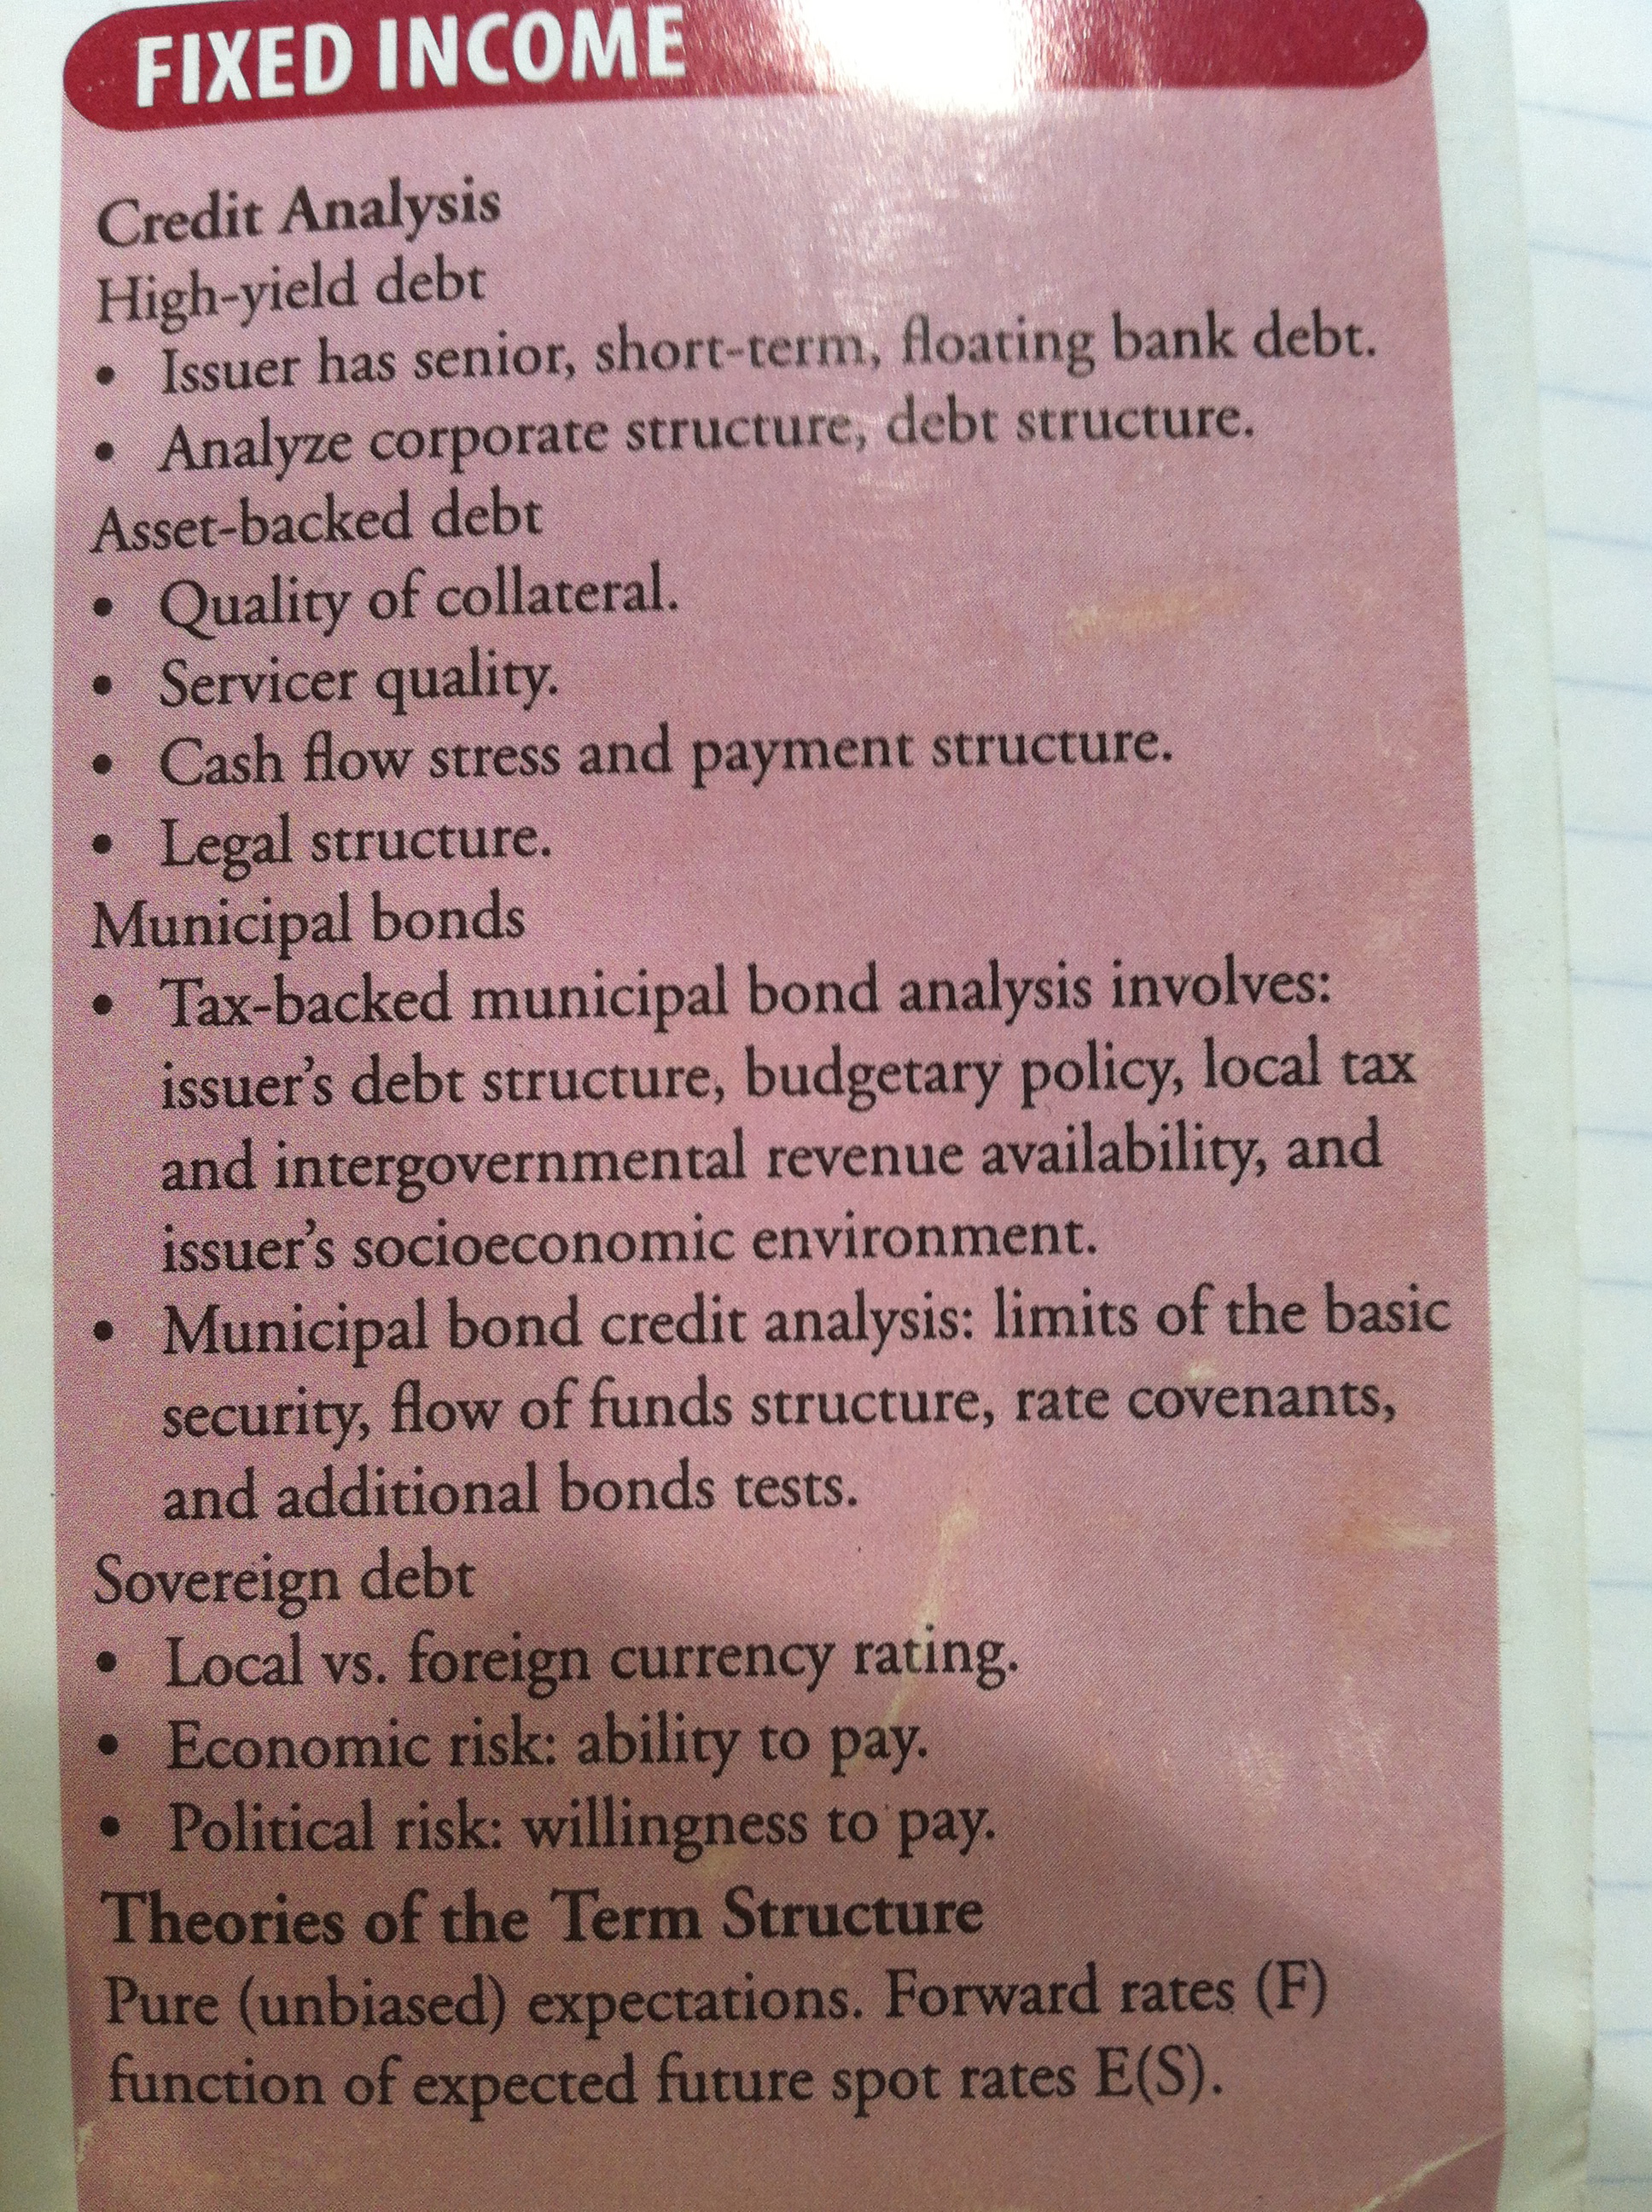 FIXED INCOME
Credit Analysis
High-yield debt
• Issuer has senior, short-term, floating bank debt.
• Analyze corporate structure, debt structure.
Asset-backed debt
• Quality of collateral.
• Servicer quality.
• Cash flow stress and payment structure.
• Legal structure.
Municipal bonds
• Tax-backed municipal bond analysis involves:
issuer's debt structure, budgetary policy, local tax
and intergovernmental revenue availability, and
issuer's socioeconomic environment.
• Municipal bond credit analysis: limits of the basic
security, flow of funds structure, rate covenants,
and additional bonds tests.
Sovereign debt
• Local vs. foreign currency rating.
• Economic risk: ability to pay.
• Political risk: willingness to pay.
Theories of the Term Structure
Pure (unbiased) expectations. Forward rates (F)
function of expected future spot rates E(S).